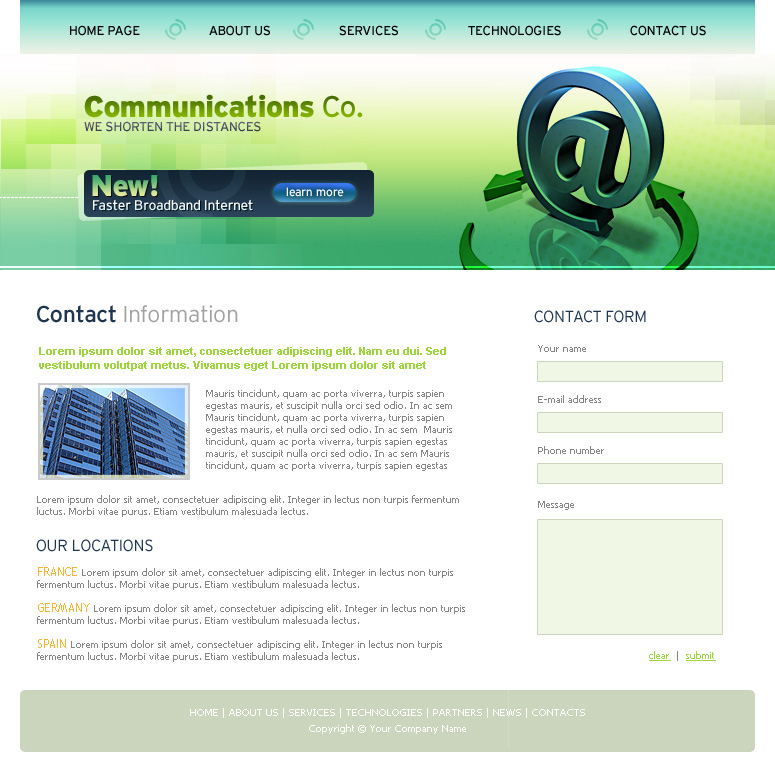 HOME PAGE ABOUT US SERVICES TECHNOLOGIES CONTACT US
Communications Co.
WE SHORTEN THE DISTANCES
New!
Faster Broadband Internet
learn more
@
Contact Information
Lorem ipsum dolor sit amet, consectetuer adipiscing elit. Nam eu dui. Sed
vestibulum volutpat metus. Vivamus eget Lorem ipsum dolor sit amet
Mauris tincidunt, quam ac porta viverra, turpis sapien
egestas mauris, et suscipit nulla orci sed odio. In ac sem
Mauris tincidunt, quam ac porta viverra, turpis sapien
egestas mauris, et nulla orci sed odio. In ac sem Mauris
tincidunt, quam ac porta viverra, turpis sapien egestas
mauris, et suscipit nulla orci sed odio. In ac sem Mauris
tincidunt, quam ac porta viverra, turpis sapien egestas
Lorem ipsum dolor sit amet, consectetuer adipiscing elit. Integer in lectus non turpis fermentum
luctus. Morbi vitae purus. Etiam vestibulum malesuada lectus.
OUR LOCATIONS
FRANCE Lorem ipsum dolor sit amet, consectetuer adipiscing elit. Integer in lectus non turpis
fermentum luctus. Morbi vitae purus. Etiam vestibulum malesuada lectus.
GERMANY Lorem ipsum dolor sit amet, consectetuer adipiscing elit. Integer in lectus non turpis
fermentum luctus. Morbi vitae purus. Etiam vestibulum malesuada lectus.
SPAIN Lorem ipsum dolor sit amet, consectetuer adipiscing elit. Integer in lectus non turpis
fermentum luctus. Morbi vitae purus. Etiam vestibulum malesuada lectus.
CONTACT FORM
Your name
E-mail address
Phone number
Message
clear | submit
HOME | ABOUT US | SERVICES | TECHNOLOGIES | PARTNERS | NEWS | CONTACTS
Copyright © Your Company Name